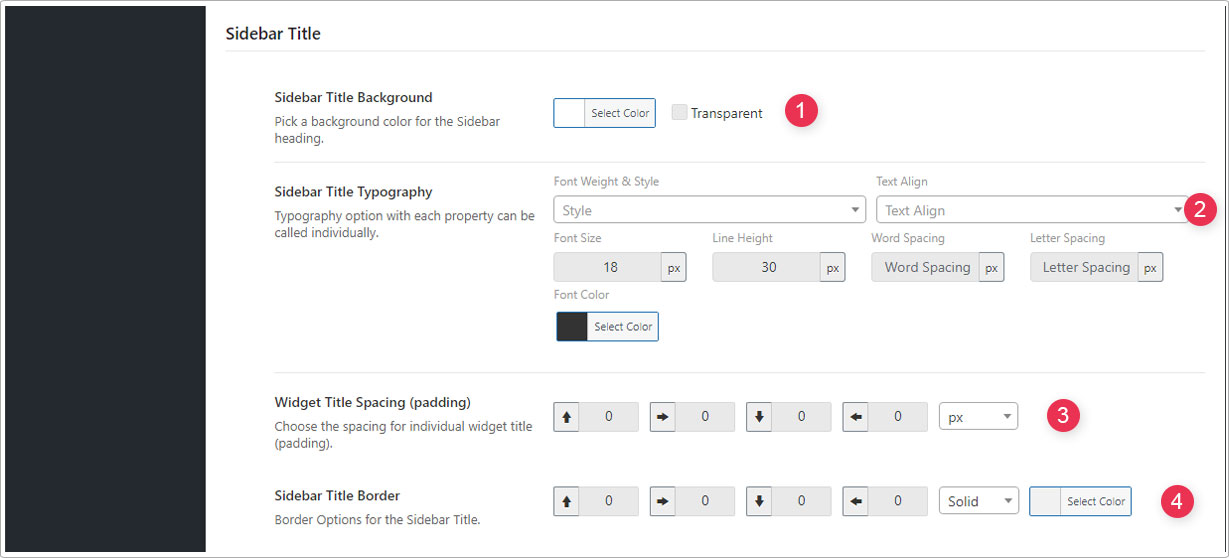 Sidebar Title
Sidebar Title Background
Pick a background color for the Sidebar
heading.
Select Color Transparent 1
Sidebar Title Typography
Typography option with each property can be
called individually.
Font Weight & Style Text Align
Style Text Align 2
Font Size Line Height Word Spacing Letter Spacing
18 px 30 px Word Spacing px Letter Spacing px
Font Color
Select Color
Widget Title Spacing (padding)
Choose the spacing for individual widget title
(padding).
0 0 0 0 px 3
Sidebar Title Border
Border Options for the Sidebar Title.
0 0 0 0 Solid Select Color 4